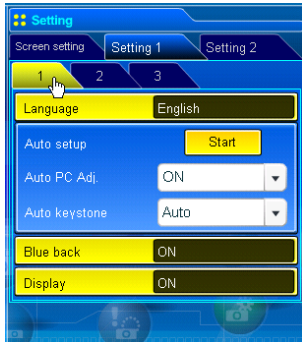 Setting
Screen setting Setting 1 Setting 2
1 2 3
Language English
Auto setup Start
Auto PC Adj. ON
Auto keystone Auto
Blue back ON
Display ON